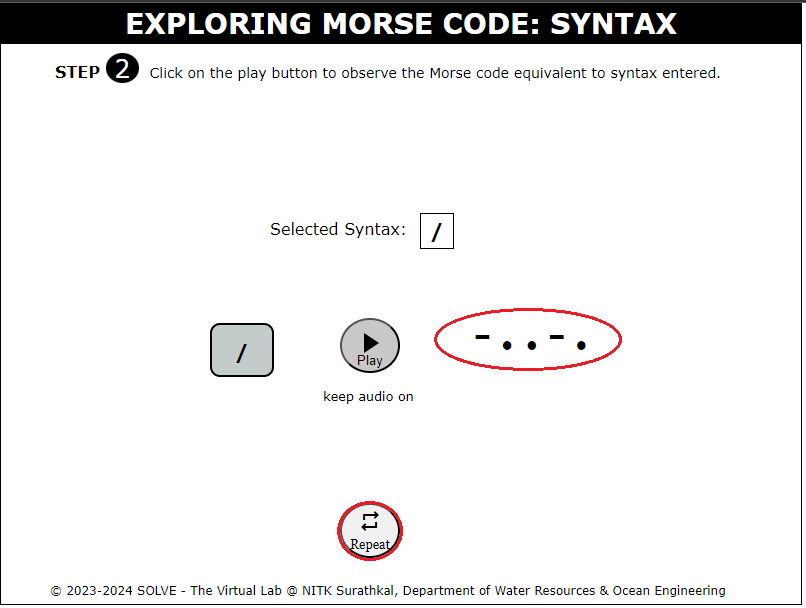 EXPLORING MORSE CODE: SYNTAX
STEP 2 Click on the play button to observe the Morse code equivalent to syntax entered.
Selected Syntax: /
/ Play -..-.
keep audio on
Repeat
© 2023-2024 SOLVE - The Virtual Lab @ NITK Surathkal, Department of Water Resources & Ocean Engineering